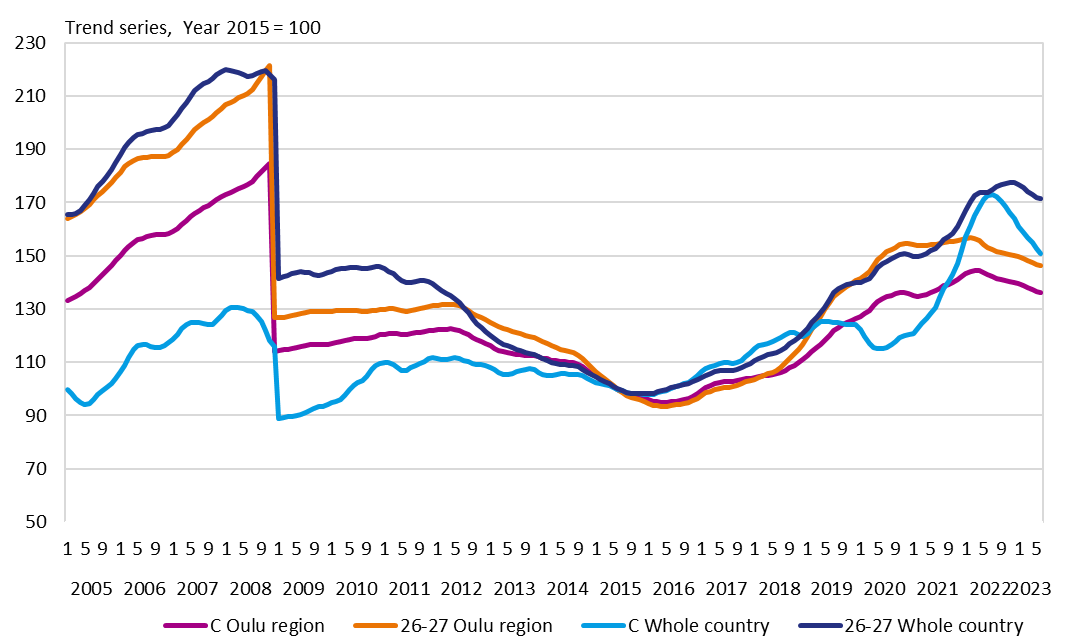 Trend series, Year 2015 = 100
230
210
190
170
150
130
110
90
70
50
1 5 9 1 5 9 1 5 9 1 5 9 1 5 9 1 5 9 1 5 9 1 5 9 1 5 9 1 5 9 1 5 9 1 5 9 1 5 9 1 5 9 1 5 9 1 5 9 1 5 9 1 5 9 1 5
2005 2006 2007 2008 2009 2010 2011 2012 2013 2014 2015 2016 2017 2018 2019 2020 2021 2022 2023
C Oulu region 26-27 Oulu region C Whole country 26-27 Whole country